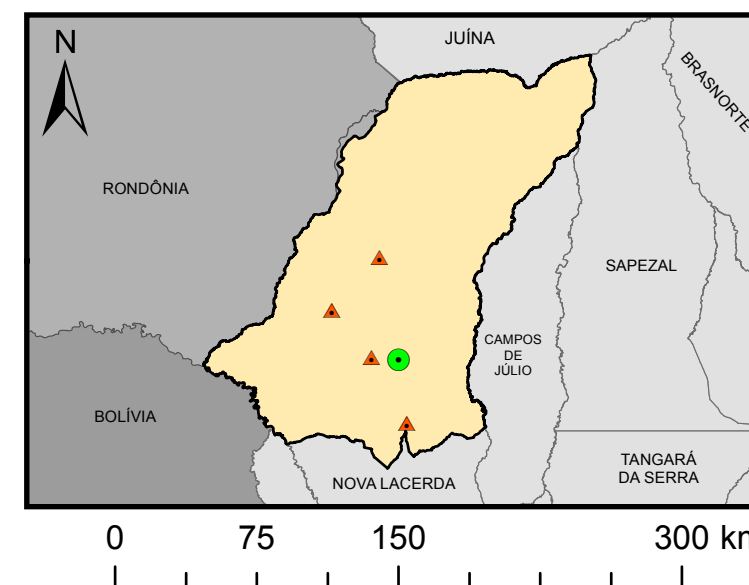 N
JUÍNA
BRASNORTE
RONDÔNIA
SAPEZAL
CAMPOS
DE
JÚLIO
BOLÍVIA
TANGARÁ
DA SERRA
NOVA LACERDA
0 75 150 300 km